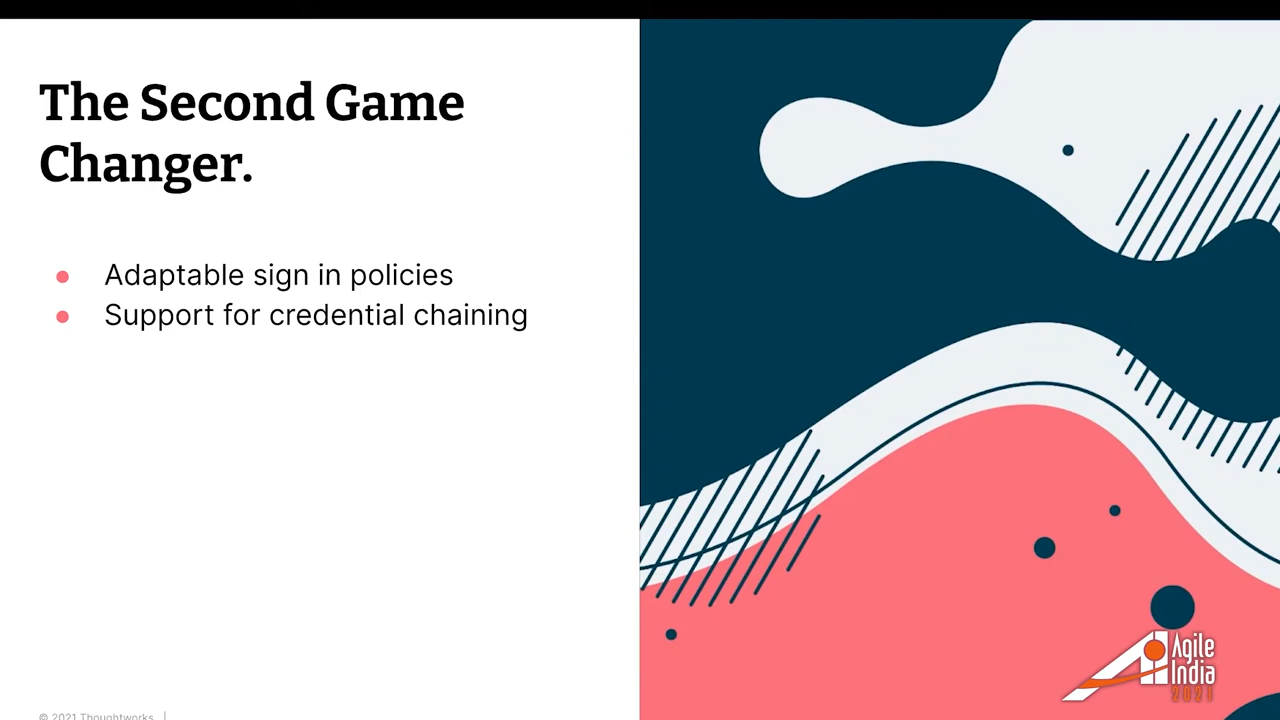 The Second Game
Changer.
● Adaptable sign in policies
● Support for credential chaining
© 2021 Thoughtworks |
Agile
India
2021